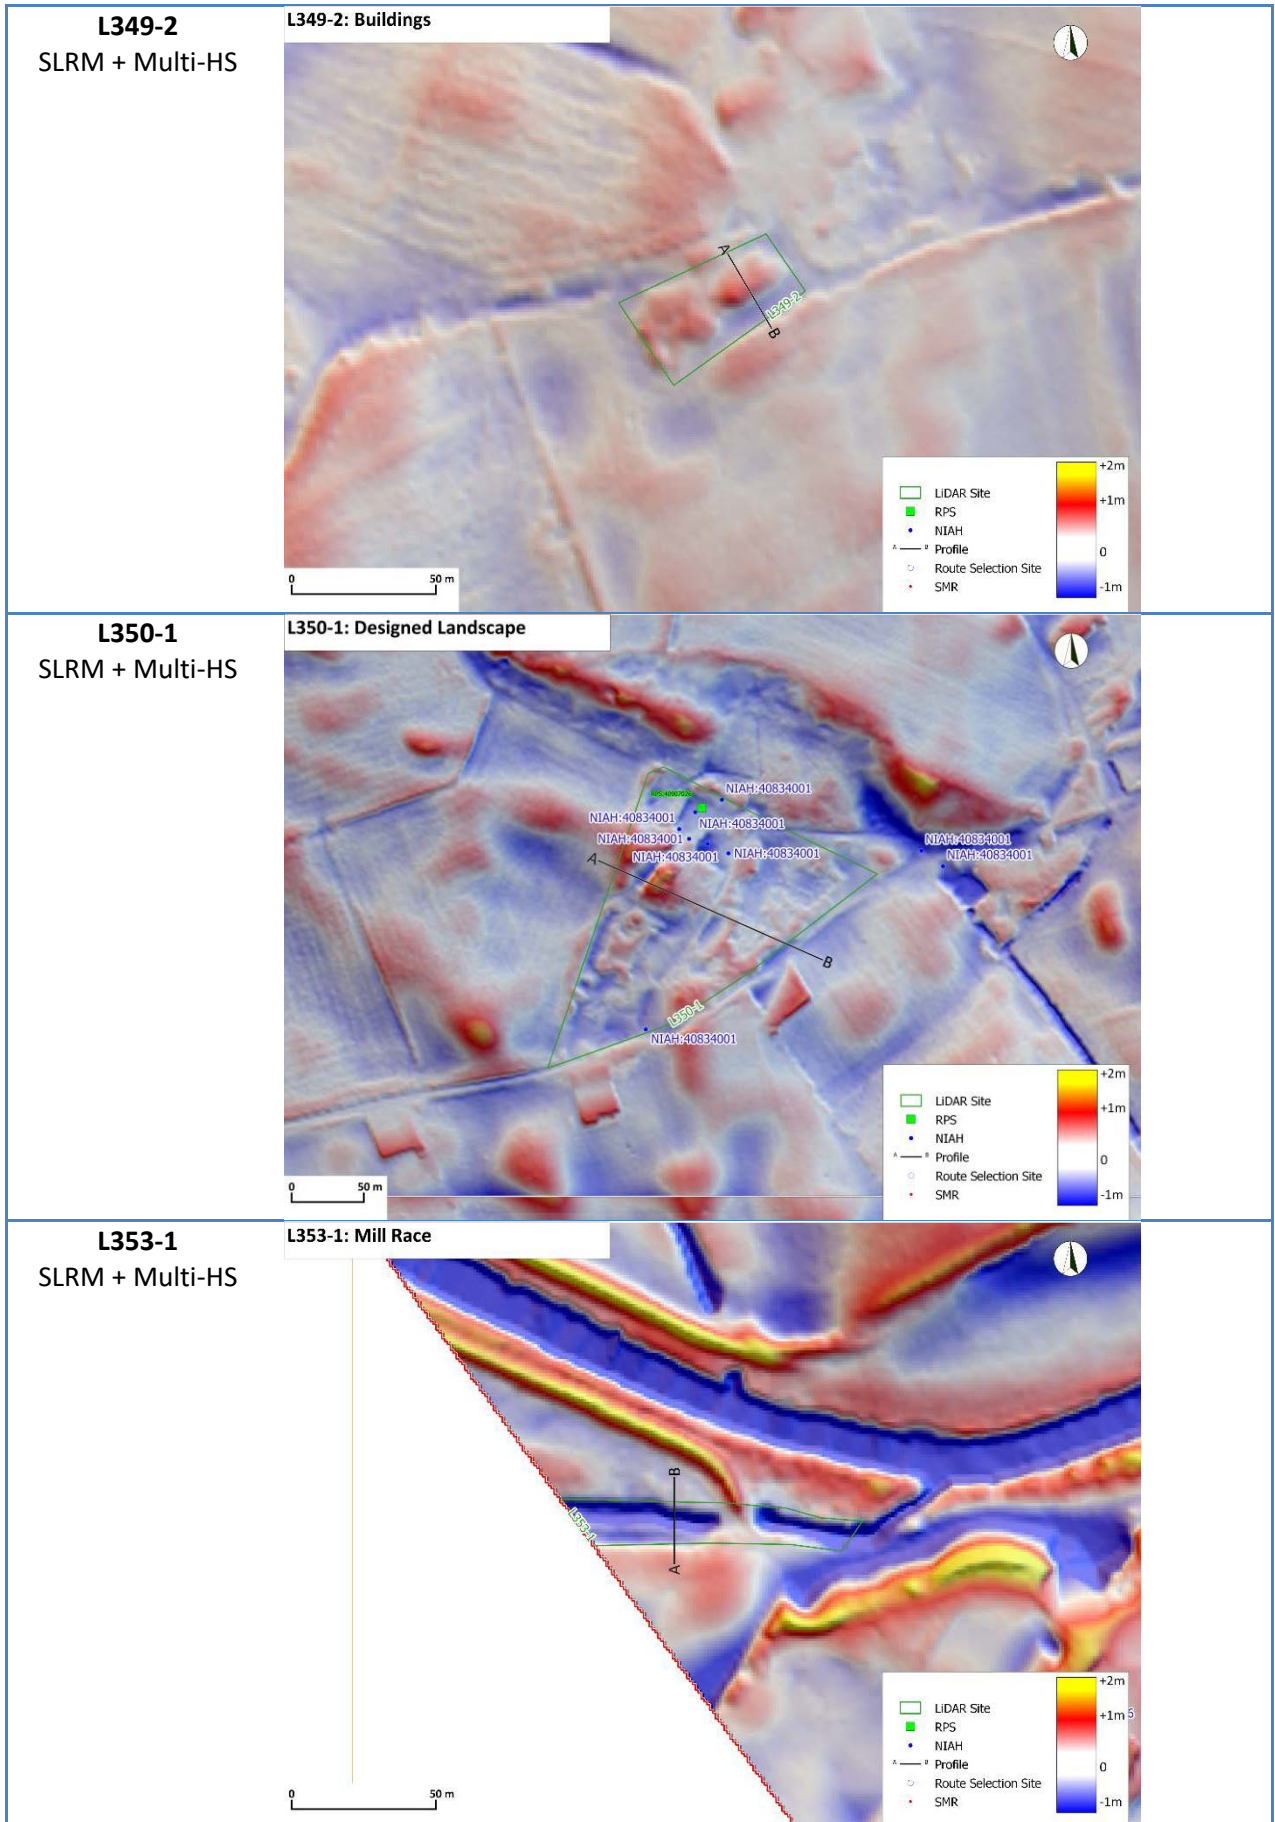 L349-2
SLRM + Multi-HS
L349-2: Buildings
A
L349-2
B
+2m
+1m
0
-1m
LiDAR Site
RPS
NIAH
A B Profile
Route Selection Site
SMR
0 50 m
L350-1
SLRM + Multi-HS
L350-1: Designed Landscape
NIAH:40834001
NIAH:40834001
NIAH:40834001
NIAH:40834001
NIAH:40834001
NIAH:40834001
NIAH:40834001
NIAH:40834001
A
B
L350-1
NIAH:40834001
+2m
+1m
0
-1m
LiDAR Site
RPS
NIAH
A B Profile
Route Selection Site
SMR
0 50 m
L353-1
SLRM + Multi-HS
L353-1: Mill Race
B
L353-1
A
+2m
+1m
0
-1m
LiDAR Site
RPS
NIAH
A B Profile
Route Selection Site
SMR
0 50 m